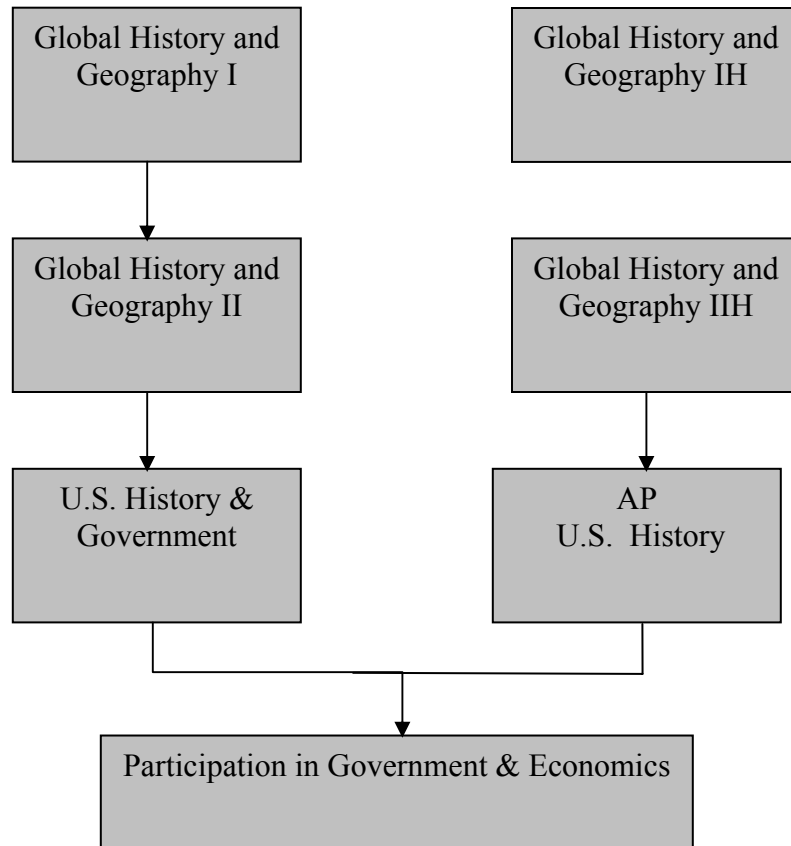 Global History and
Geography I
Global History and
Geography IH
Global History and
Geography II
Global History and
Geography IIH
U.S. History &
Government
AP
U.S. History
Participation in Government & Economics